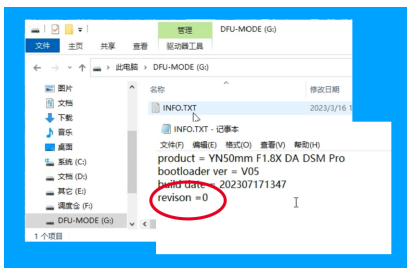 管理
DFU-MODE (G:)
文件
主页
共享
查看
驱动器工具
此电脑 › DFU-MODE (G:)
名称
修改日期
图片
文档
下载
音乐
桌面
系统 (C:)
文档 (D:)
其它 (E:)
调度仓 (F:)
DFU-MODE (G:)
1 个项目
INFO.TXT
2023/3/16 1
INFO.TXT - 记事本
文件(F) 编辑(E) 格式(O) 查看(V) 帮助(H)
product = YN50mm F1.8X DA DSM Pro
bootloader ver = V05
build date = 202307171347
revison =0